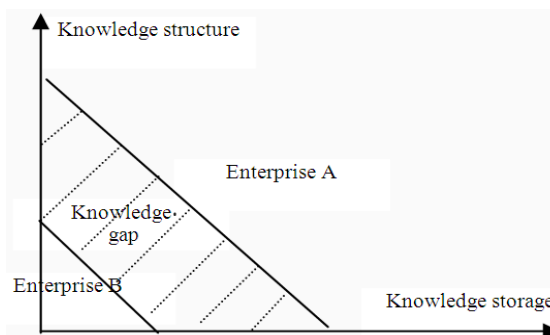 Knowledge structure
Enterprise A
Knowledge
gap
Enterprise B
Knowledge storage